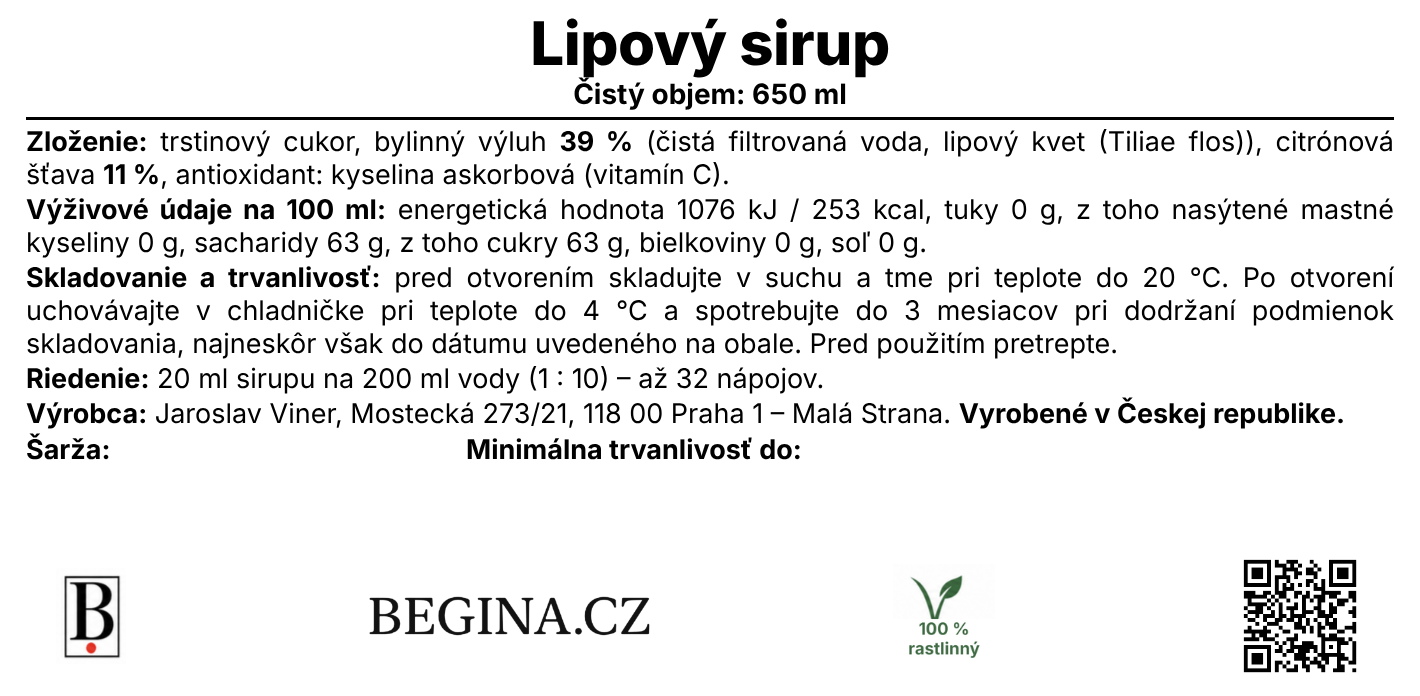 Lipový sirup
Čistý objem: 650 ml
Zloženie: trstinový cukor, bylinný výluh 39 % (čistá filtrovaná voda, lipový kvet (Tiliae flos)), citrónová
šťava 11 %, antioxidant: kyselina askorbová (vitamín C).
Výživové údaje na 100 ml: energetická hodnota 1076 kJ / 253 kcal, tuky 0 g, z toho nasýtené mastné
kyseliny 0 g, sacharidy 63 g, z toho cukry 63 g, bielkoviny 0 g, soľ 0 g.
Skladovanie a trvanlivosť: pred otvorením skladujte v suchu a tme pri teplote do 20 °C. Po otvorení
uchovávajte v chladničke pri teplote do 4 °C a spotrebujte do 3 mesiacov pri dodržaní podmienok
skladovania, najneskôr však do dátumu uvedeného na obale. Pred použitím pretrepte.
Riedenie: 20 ml sirupu na 200 ml vody (1 : 10) – až 32 nápojov.
Výrobca: Jaroslav Viner, Mostecká 273/21, 118 00 Praha 1 – Malá Strana. Vyrobené v Českej republike.
Šarža: Minimálna trvanlivosť do:
B
BEGINA.CZ
100 %
rastlinný